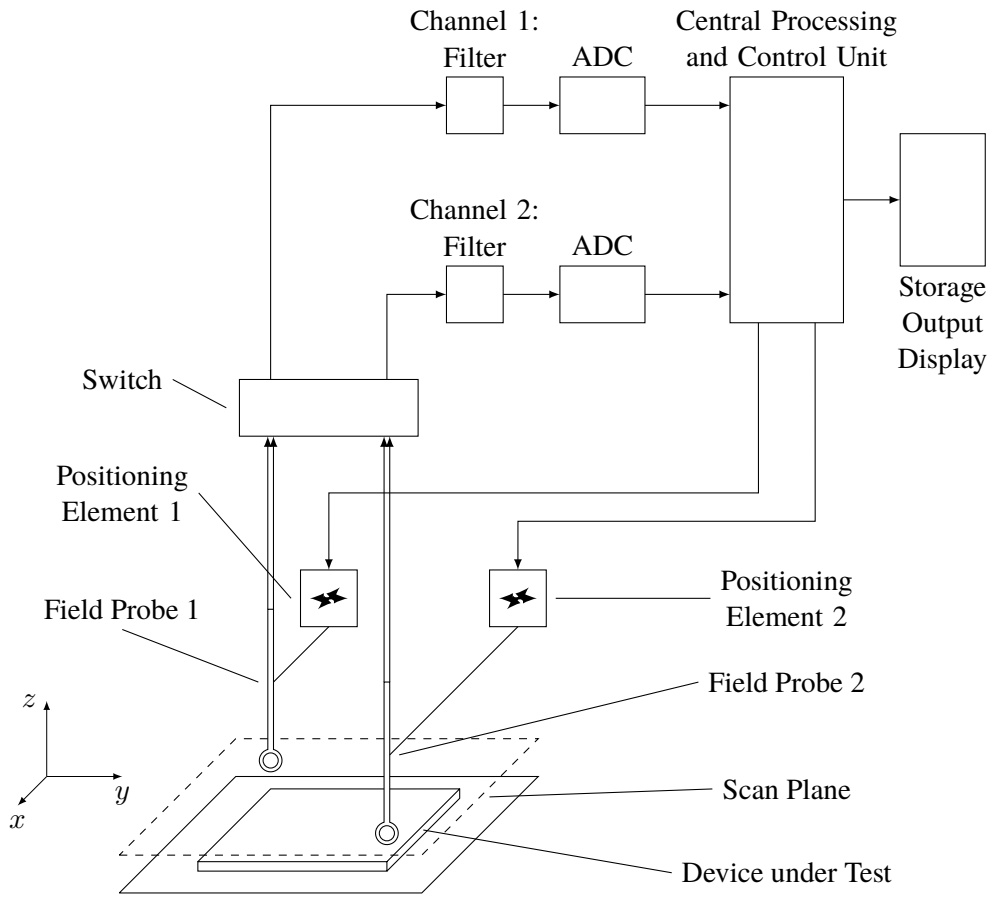 Channel 1:
Filter
ADC
Central Processing
and Control Unit
Channel 2:
Filter
ADC
Storage
Output
Display
Switch
Positioning
Element 1
Positioning
Element 2
Field Probe 1
Field Probe 2
z
y
x
Scan Plane
Device under Test